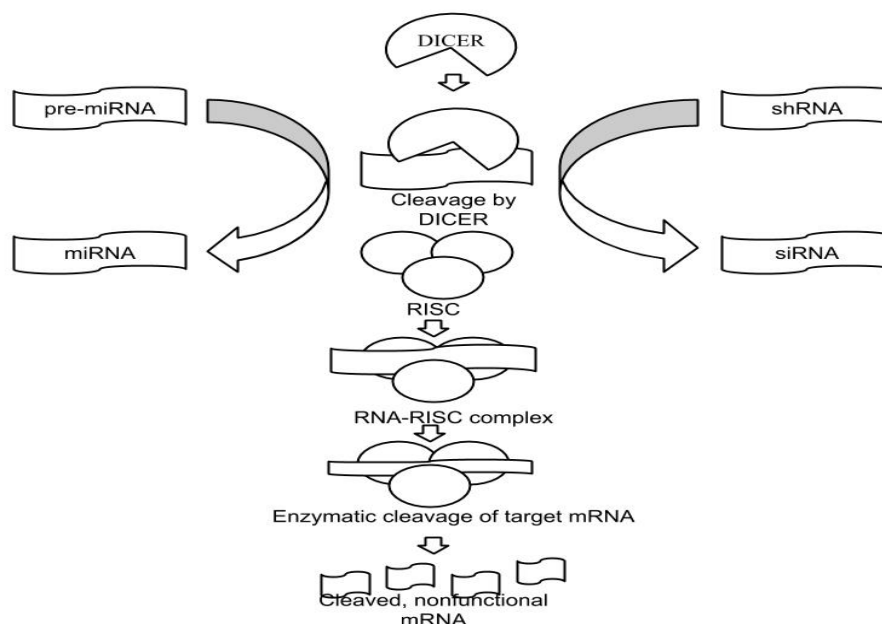 DICER
pre-miRNA
shRNA
Cleavage by
DICER
miRNA
siRNA
RISC
RNA-RISC complex
Enzymatic cleavage of target mRNA
Cleaved, nonfunctional
mRNA